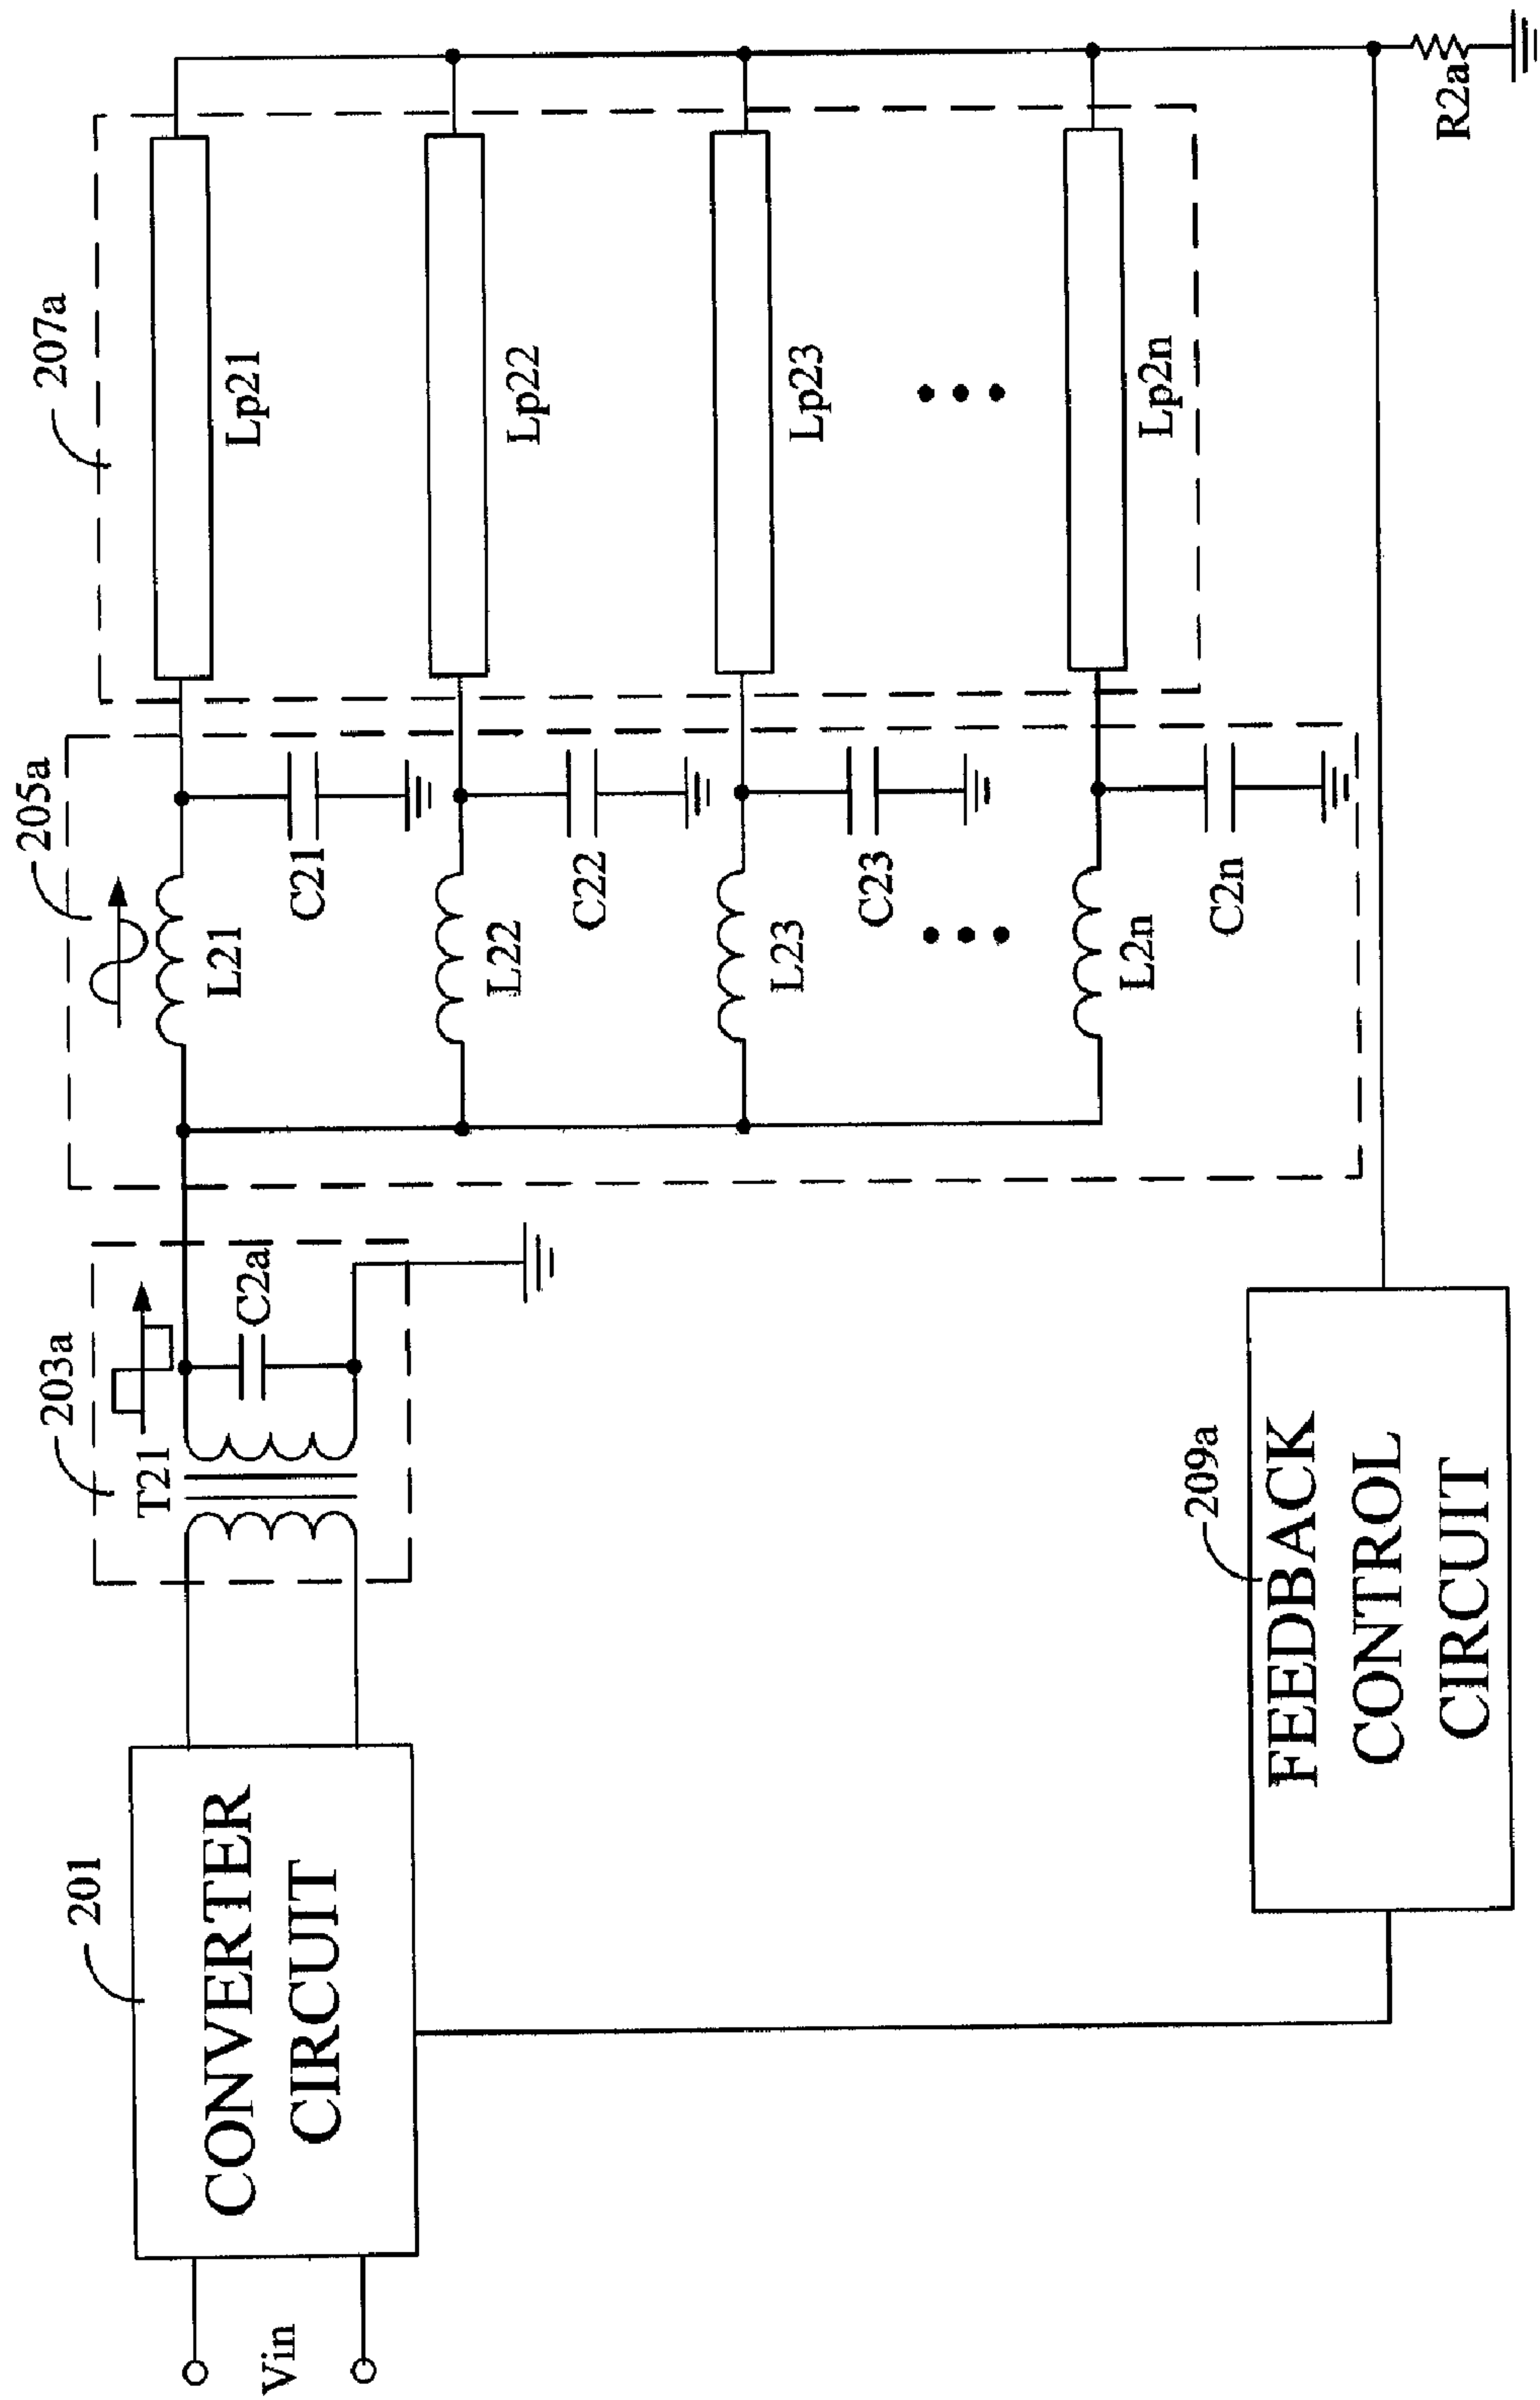 Vin
201
CONVERTER
CIRCUIT
203a
T21
C2a
205a
L21
C21
L22
C22
L23
C23
L2n
C2n
207a
Lp21
Lp22
Lp23
Lp2n
209a
FEEDBACK
CONTROL
CIRCUIT
R2a